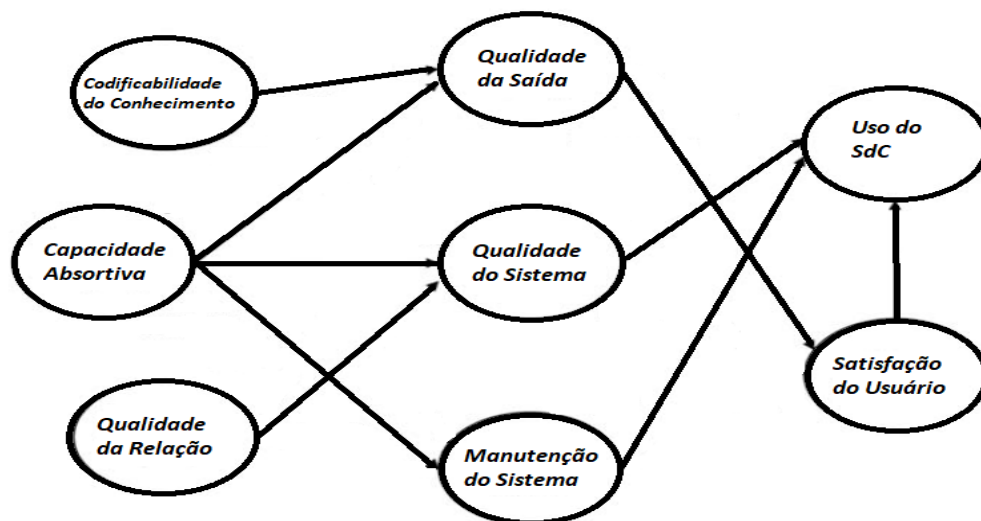 Codificabilidade
do Conhecimento
Qualidade
da Saída
Uso do
SdC
Capacidade
Absortiva
Qualidade
do Sistema
Satisfação
do Usuário
Qualidade
da Relação
Manutenção
do Sistema